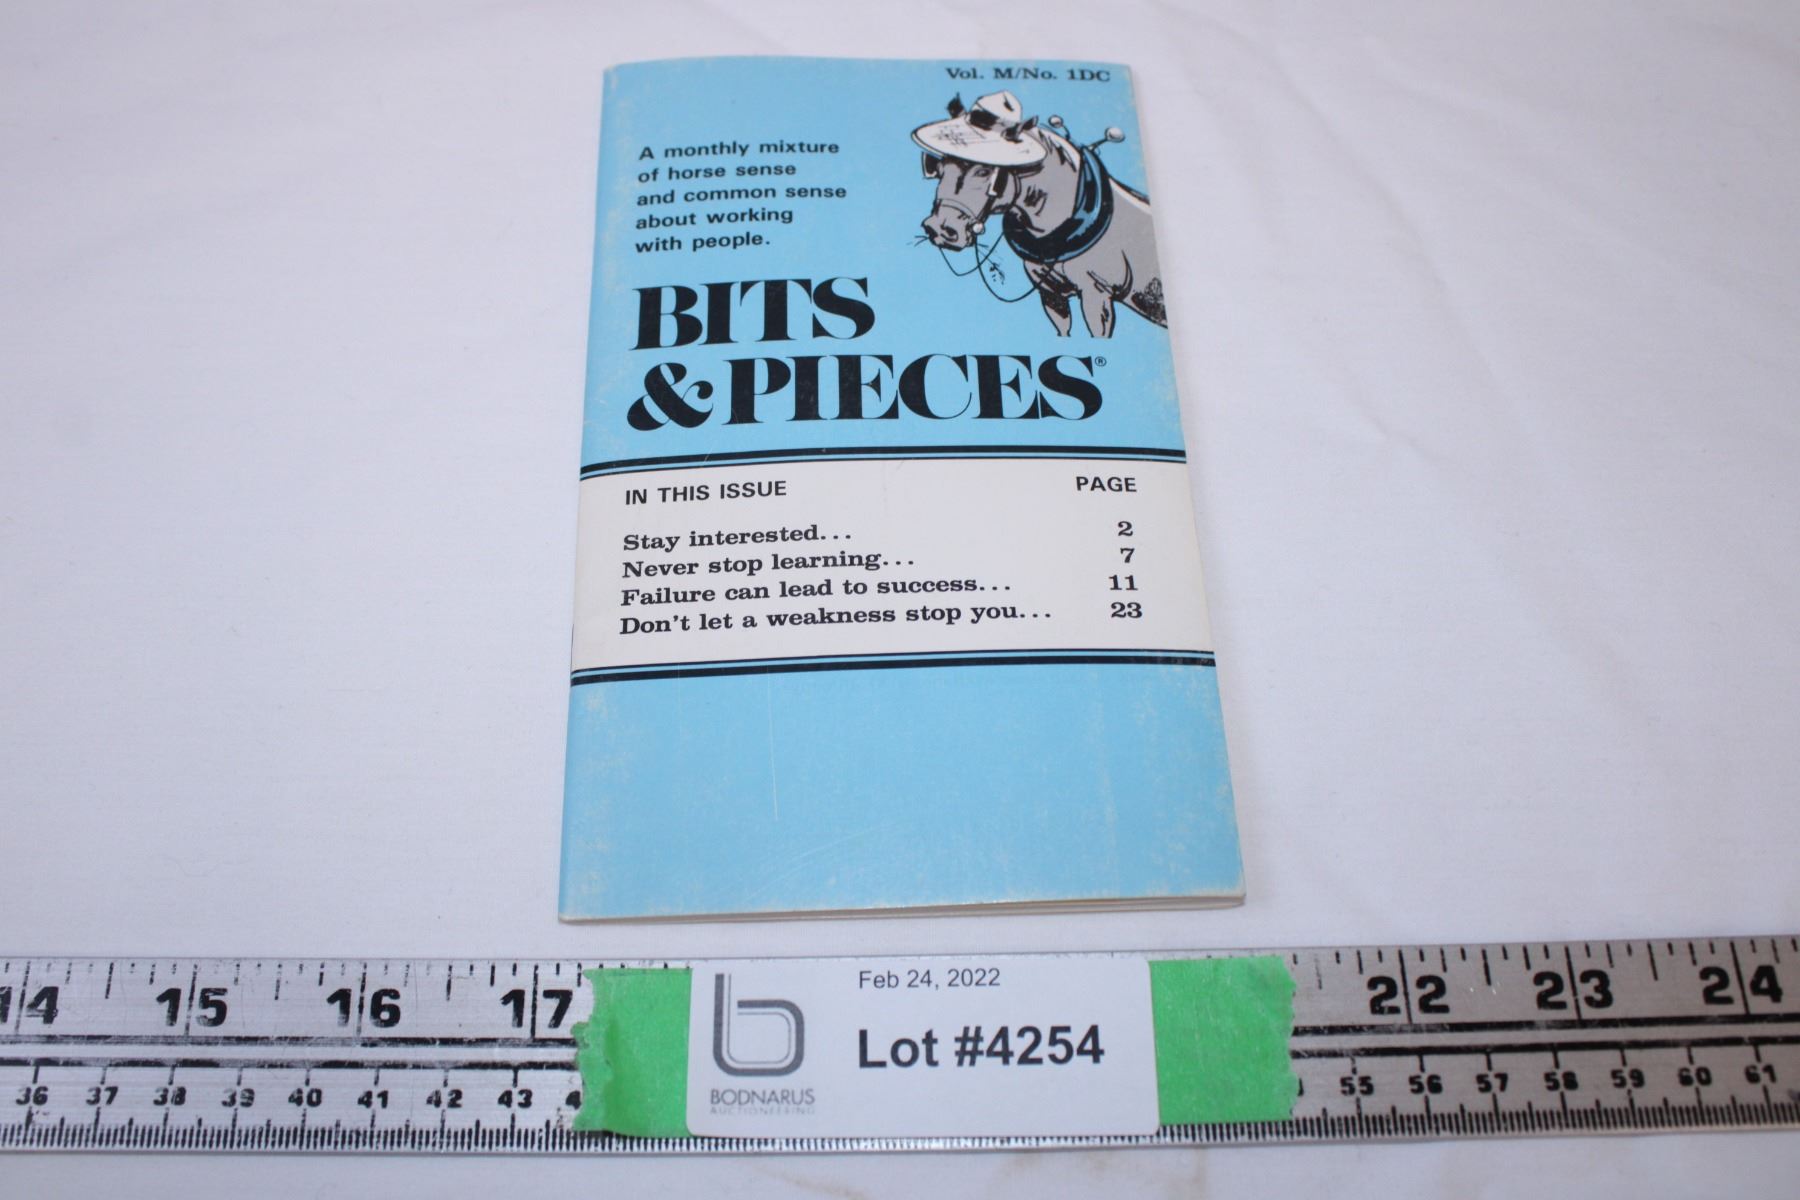 Vol. M/No. 1DC
A monthly mixture
of horse sense
and common sense
about working
with people.
BITS
& PIECES®
IN THIS ISSUE PAGE
Stay interested... 2
Never stop learning... 7
Failure can lead to success... 11
Don't let a weakness stop you... 23
14 15 16 17 22 23 24
Feb 24, 2022
Lot #4254
BODNARUS
AUCTIONEERING
36 37 38 39 40 41 42 43 4 55 56 57 58 59 60 61